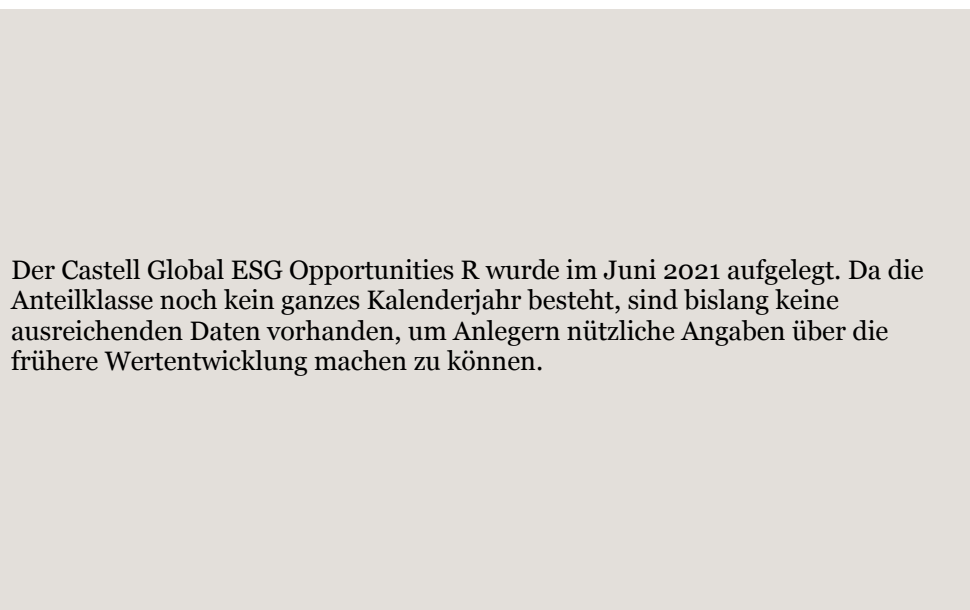 Der Castell Global ESG Opportunities R wurde im Juni 2021 aufgelegt. Da die
Anteilklasse noch kein ganzes Kalenderjahr besteht, sind bislang keine
ausreichenden Daten vorhanden, um Anlegern nützliche Angaben über die
frühere Wertentwicklung machen zu können.